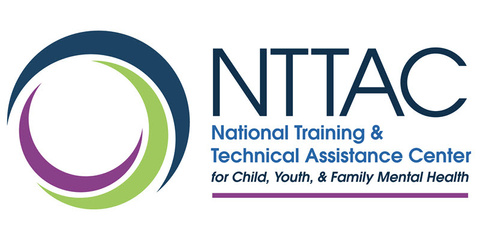 NTTAC
National Training &
Technical Assistance Center
for Child, Youth, & Family Mental Health